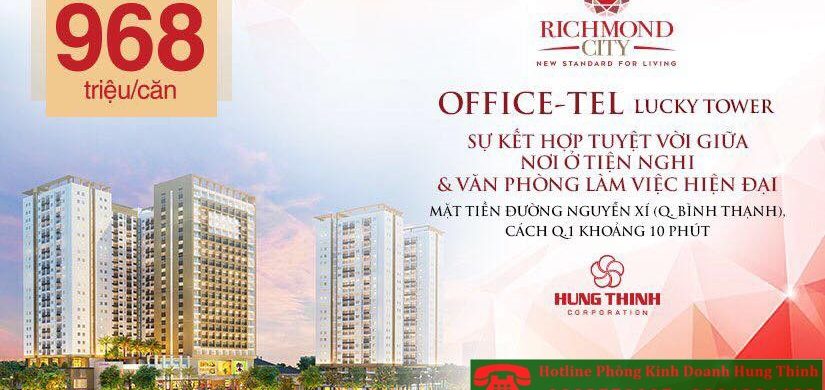 968
triệu/căn
RICHMOND
CITY
NEW STANDARD FOR LIVING
OFFICE-TEL LUCKY TOWER
SỰ KẾT HỢP TUYỆT VỜI GIỮA
NƠI Ở TIỆN NGHI
& VĂN PHÒNG LÀM VIỆC HIỆN ĐẠI
MẶT TIỀN ĐƯỜNG NGUYỄN XÍ (Q. BÌNH THẠNH),
CÁCH Q.1 KHOẢNG 10 PHÚT
HUNG THINH
CORPORATION
Hotline Phòng Kinh Doanh Hung Thinh